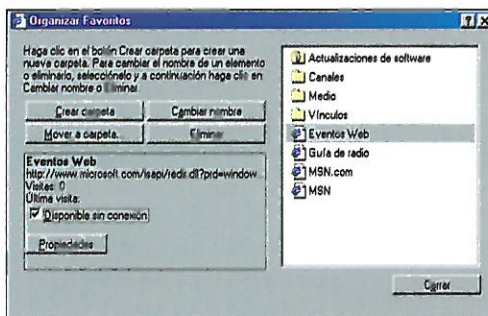 Organizar Favoritos
Haga clic en el botón Crear carpeta para crear una
nueva carpeta. Para cambiar el nombre de un elemento
o eliminarlo, selecciónelo y a continuación haga clic en
Cambiar nombre o Eliminar.
Crear carpeta
Cambiar nombre
Mover a carpeta...
Eliminar
Eventos Web
http://www.microsoft.com/isapi/redir.dll?prd=window...
Visitas: 0
Última visita:
Disponible sin conexión
Propiedades
Actualizaciones de software
Canales
Medio
Vínculos
Eventos Web
Guía de radio
MSN.com
MSN
Cerrar